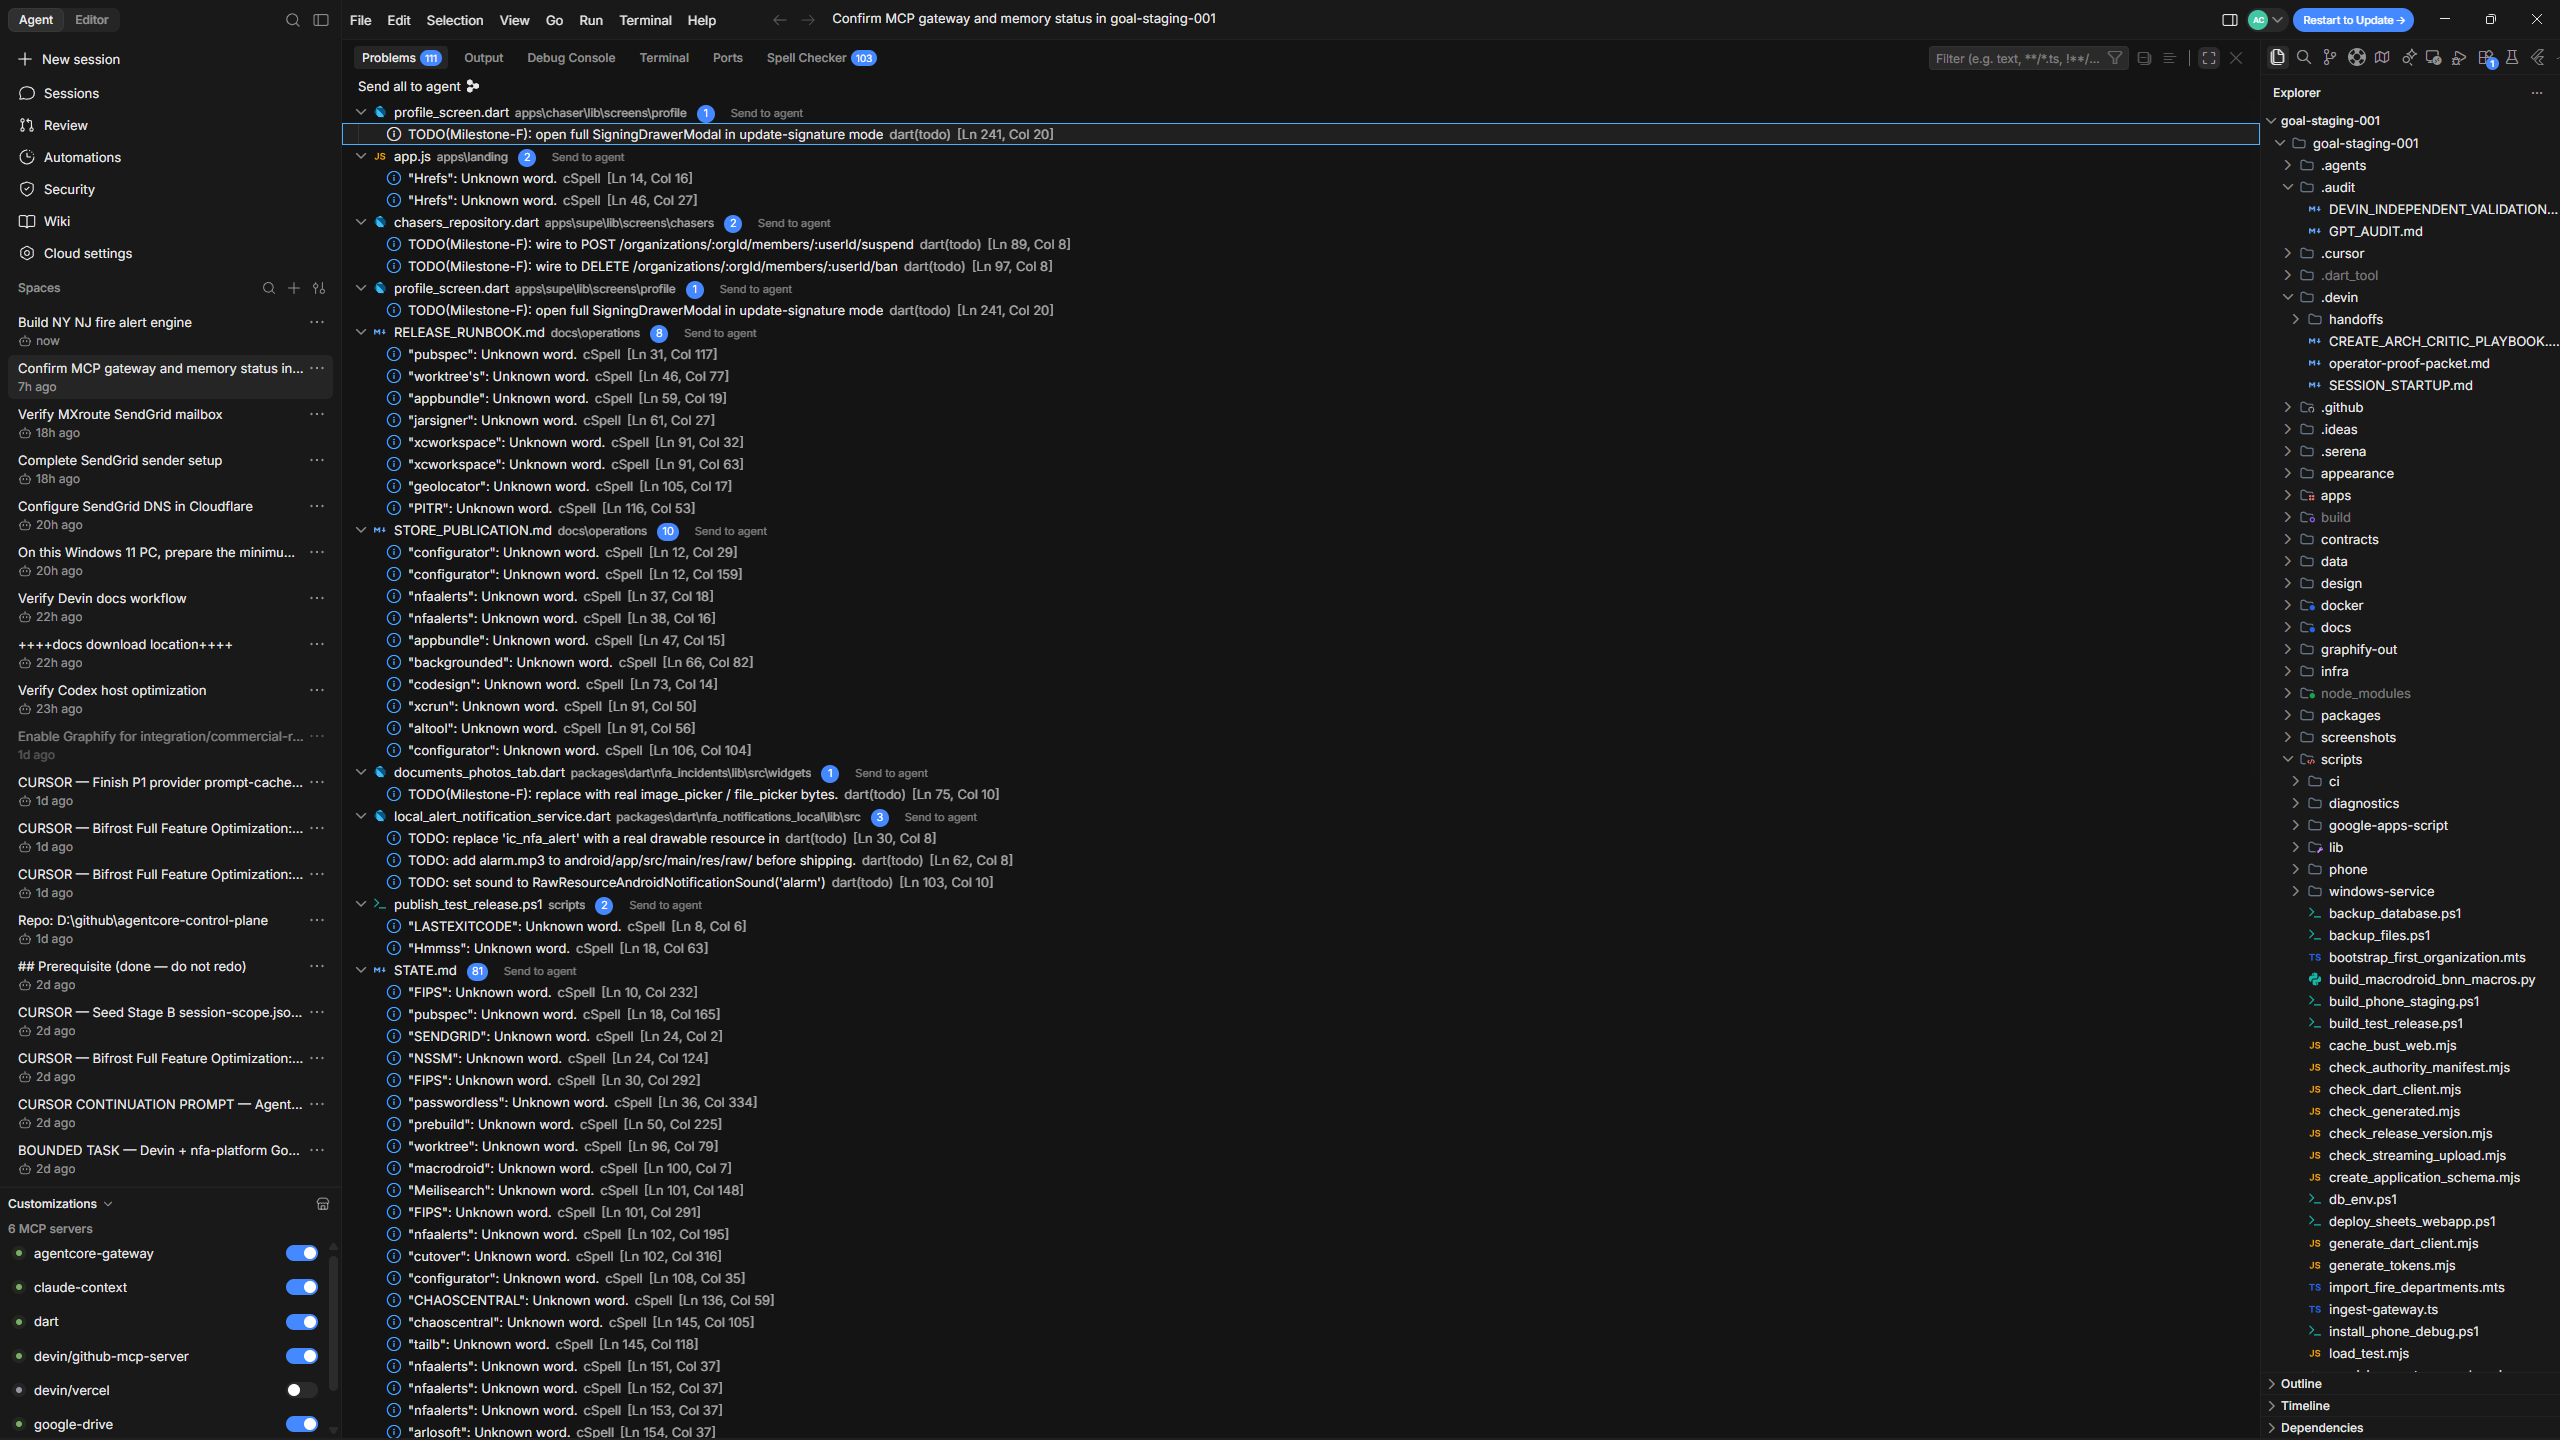 Agent Editor
New session
Sessions
Review
Automations
Security
Wiki
Cloud settings
Spaces
Build NY NJ fire alert engine
now
Confirm MCP gateway and memory status in...
7h ago
Verify MXroute SendGrid mailbox
18h ago
Complete SendGrid sender setup
18h ago
Configure SendGrid DNS in Cloudflare
20h ago
On this Windows 11 PC, prepare the minimu...
20h ago
Verify Devin docs workflow
22h ago
++++docs download location++++
22h ago
Verify Codex host optimization
23h ago
Enable Graphify for integration/commercial-r...
1d ago
CURSOR — Finish P1 provider prompt-cache...
1d ago
CURSOR — Bifrost Full Feature Optimization:...
1d ago
CURSOR — Bifrost Full Feature Optimization:...
1d ago
Repo: D:\github\agentcore-control-plane
1d ago
## Prerequisite (done — do not redo)
2d ago
CURSOR — Seed Stage B session-scope.jso...
2d ago
CURSOR — Bifrost Full Feature Optimization:...
2d ago
CURSOR CONTINUATION PROMPT — Agent...
2d ago
BOUNDED TASK — Devin + nfa-platform Go...
2d ago
Customizations
6 MCP servers
agentcore-gateway
claude-context
dart
devin/github-mcp-server
devin/vercel
google-drive
File Edit Selection View Go Run Terminal Help
Confirm MCP gateway and memory status in goal-staging-001
AC
Restart to Update →
Problems 111 Output Debug Console Terminal Ports Spell Checker 103
Filter (e.g. text, **/*.ts, !**/...
Send all to agent
profile_screen.dart apps\chaser\lib\screens\profile 1 Send to agent
TODO(Milestone-F): open full SigningDrawerModal in update-signature mode dart(todo) [Ln 241, Col 20]
JS app.js apps\landing 2 Send to agent
"Hrefs": Unknown word. cSpell [Ln 14, Col 16]
"Hrefs": Unknown word. cSpell [Ln 46, Col 27]
chasers_repository.dart apps\supe\lib\screens\chasers 2 Send to agent
TODO(Milestone-F): wire to POST /organizations/:orgId/members/:userId/suspend dart(todo) [Ln 89, Col 8]
TODO(Milestone-F): wire to DELETE /organizations/:orgId/members/:userId/ban dart(todo) [Ln 97, Col 8]
profile_screen.dart apps\supe\lib\screens\profile 1 Send to agent
TODO(Milestone-F): open full SigningDrawerModal in update-signature mode dart(todo) [Ln 241, Col 20]
RELEASE_RUNBOOK.md docs\operations 8 Send to agent
"pubspec": Unknown word. cSpell [Ln 31, Col 117]
"worktree's": Unknown word. cSpell [Ln 46, Col 77]
"appbundle": Unknown word. cSpell [Ln 59, Col 19]
"jarsigner": Unknown word. cSpell [Ln 61, Col 27]
"xcworkspace": Unknown word. cSpell [Ln 91, Col 32]
"xcworkspace": Unknown word. cSpell [Ln 91, Col 63]
"geolocator": Unknown word. cSpell [Ln 105, Col 17]
"PITR": Unknown word. cSpell [Ln 116, Col 53]
STORE_PUBLICATION.md docs\operations 10 Send to agent
"configurator": Unknown word. cSpell [Ln 12, Col 29]
"configurator": Unknown word. cSpell [Ln 12, Col 159]
"nfaalerts": Unknown word. cSpell [Ln 37, Col 18]
"nfaalerts": Unknown word. cSpell [Ln 38, Col 16]
"appbundle": Unknown word. cSpell [Ln 47, Col 15]
"backgrounded": Unknown word. cSpell [Ln 66, Col 82]
"codesign": Unknown word. cSpell [Ln 73, Col 14]
"xcrun": Unknown word. cSpell [Ln 91, Col 50]
"altool": Unknown word. cSpell [Ln 91, Col 56]
"configurator": Unknown word. cSpell [Ln 106, Col 104]
documents_photos_tab.dart packages\dart\nfa_incidents\lib\src\widgets 1 Send to agent
TODO(Milestone-F): replace with real image_picker / file_picker bytes. dart(todo) [Ln 75, Col 10]
local_alert_notification_service.dart packages\dart\nfa_notifications_local\lib\src 3 Send to agent
TODO: replace 'ic_nfa_alert' with a real drawable resource in dart(todo) [Ln 30, Col 8]
TODO: add alarm.mp3 to android/app/src/main/res/raw/ before shipping. dart(todo) [Ln 62, Col 8]
TODO: set sound to RawResourceAndroidNotificationSound('alarm') dart(todo) [Ln 103, Col 10]
publish_test_release.ps1 scripts 2 Send to agent
"LASTEXITCODE": Unknown word. cSpell [Ln 8, Col 6]
"Hmmss": Unknown word. cSpell [Ln 18, Col 63]
STATE.md 81 Send to agent
"FIPS": Unknown word. cSpell [Ln 10, Col 232]
"pubspec": Unknown word. cSpell [Ln 18, Col 165]
"SENDGRID": Unknown word. cSpell [Ln 24, Col 2]
"NSSM": Unknown word. cSpell [Ln 24, Col 124]
"FIPS": Unknown word. cSpell [Ln 30, Col 292]
"passwordless": Unknown word. cSpell [Ln 36, Col 334]
"prebuild": Unknown word. cSpell [Ln 50, Col 225]
"worktree": Unknown word. cSpell [Ln 96, Col 79]
"macrodroid": Unknown word. cSpell [Ln 100, Col 7]
"Meilisearch": Unknown word. cSpell [Ln 101, Col 148]
"FIPS": Unknown word. cSpell [Ln 101, Col 291]
"nfaalerts": Unknown word. cSpell [Ln 102, Col 195]
"cutover": Unknown word. cSpell [Ln 102, Col 316]
"configurator": Unknown word. cSpell [Ln 108, Col 35]
"CHAOSCENTRAL": Unknown word. cSpell [Ln 136, Col 59]
"chaoscentral": Unknown word. cSpell [Ln 145, Col 105]
"tailb": Unknown word. cSpell [Ln 145, Col 118]
"nfaalerts": Unknown word. cSpell [Ln 151, Col 37]
"nfaalerts": Unknown word. cSpell [Ln 152, Col 37]
"nfaalerts": Unknown word. cSpell [Ln 153, Col 37]
"arlosoft": Unknown word. cSpell [Ln 154, Col 37]
1
Explorer
goal-staging-001
goal-staging-001
.agents
.audit
DEVIN_INDEPENDENT_VALIDATION...
GPT_AUDIT.md
.cursor
.dart_tool
.devin
handoffs
CREATE_ARCH_CRITIC_PLAYBOOK....
operator-proof-packet.md
SESSION_STARTUP.md
.github
.ideas
.serena
appearance
apps
build
contracts
data
design
docker
docs
graphify-out
infra
node_modules
packages
screenshots
scripts
ci
diagnostics
google-apps-script
lib
phone
windows-service
backup_database.ps1
backup_files.ps1
TS bootstrap_first_organization.mts
build_macrodroid_bnn_macros.py
build_phone_staging.ps1
build_test_release.ps1
JS cache_bust_web.mjs
JS check_authority_manifest.mjs
JS check_dart_client.mjs
JS check_generated.mjs
JS check_release_version.mjs
JS check_streaming_upload.mjs
JS create_application_schema.mjs
db_env.ps1
deploy_sheets_webapp.ps1
JS generate_dart_client.mjs
JS generate_tokens.mjs
TS import_fire_departments.mts
TS ingest-gateway.ts
install_phone_debug.ps1
JS load_test.mjs
Outline
Timeline
Dependencies